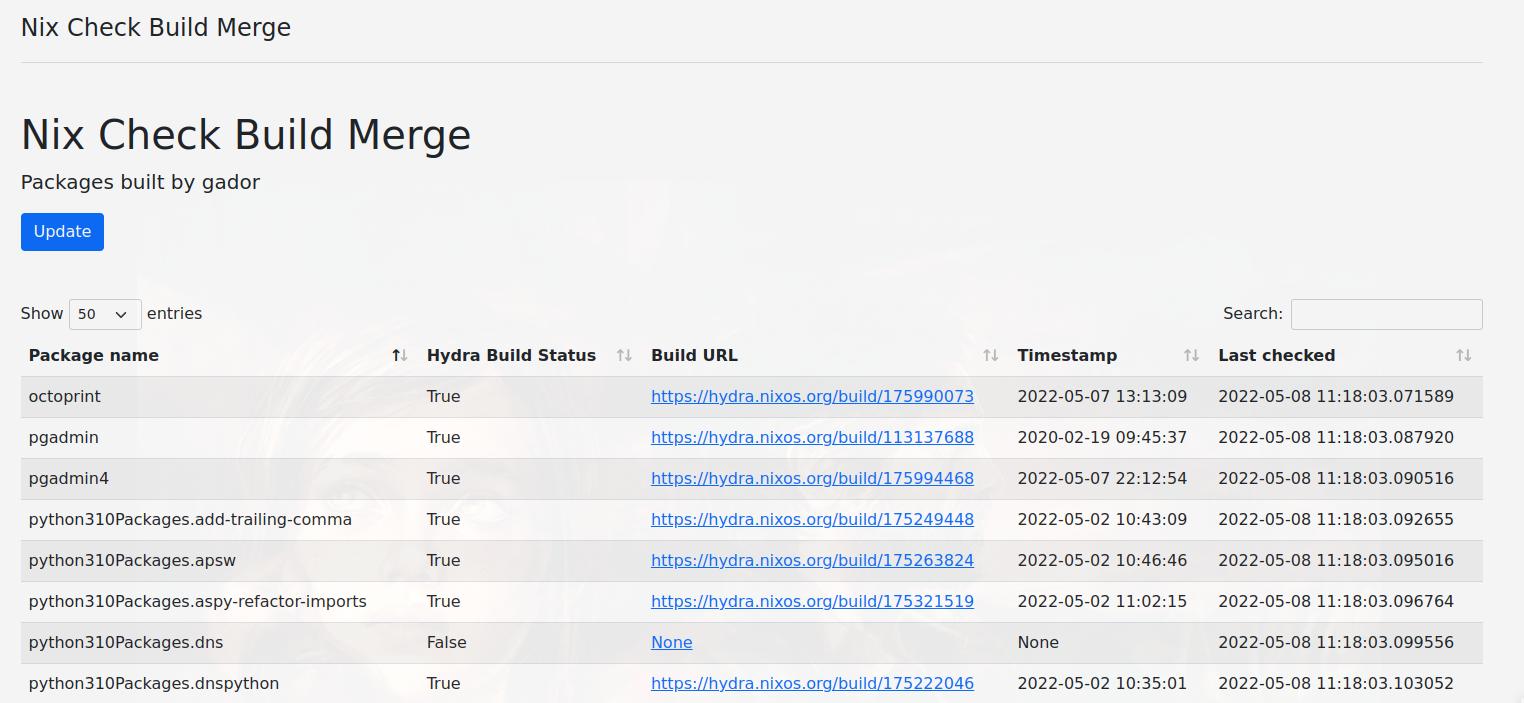 Nix Check Build Merge
Nix Check Build Merge
Packages built by gador
Update
Show 50 entries Search:
Package name Hydra Build Status Build URL Timestamp Last checked
octoprint True https://hydra.nixos.org/build/175990073 2022-05-07 13:13:09 2022-05-08 11:18:03.071589
pgadmin True https://hydra.nixos.org/build/113137688 2020-02-19 09:45:37 2022-05-08 11:18:03.087920
pgadmin4 True https://hydra.nixos.org/build/175994468 2022-05-07 22:12:54 2022-05-08 11:18:03.090516
python310Packages.add-trailing-comma True https://hydra.nixos.org/build/175249448 2022-05-02 10:43:09 2022-05-08 11:18:03.092655
python310Packages.apsw True https://hydra.nixos.org/build/175263824 2022-05-02 10:46:46 2022-05-08 11:18:03.095016
python310Packages.aspy-refactor-imports True https://hydra.nixos.org/build/175321519 2022-05-02 11:02:15 2022-05-08 11:18:03.096764
python310Packages.dns False None None 2022-05-08 11:18:03.099556
python310Packages.dnspython True https://hydra.nixos.org/build/175222046 2022-05-02 10:35:01 2022-05-08 11:18:03.103052